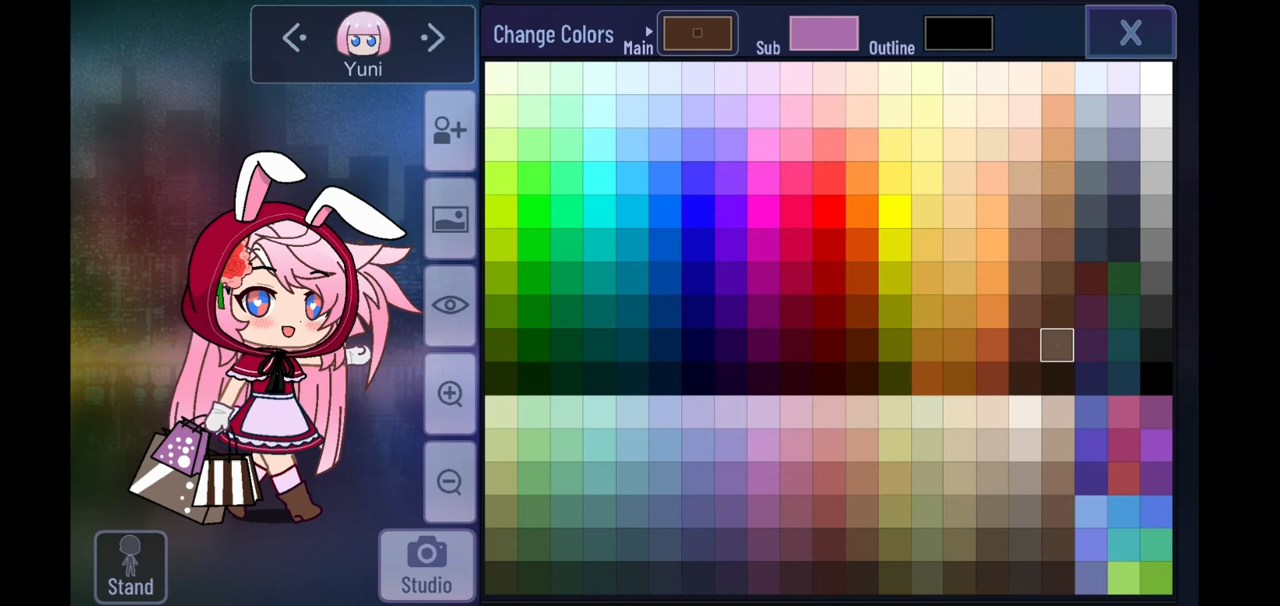 Yuni
Change Colors
Main
Sub
Outline
X
Stand
Studio